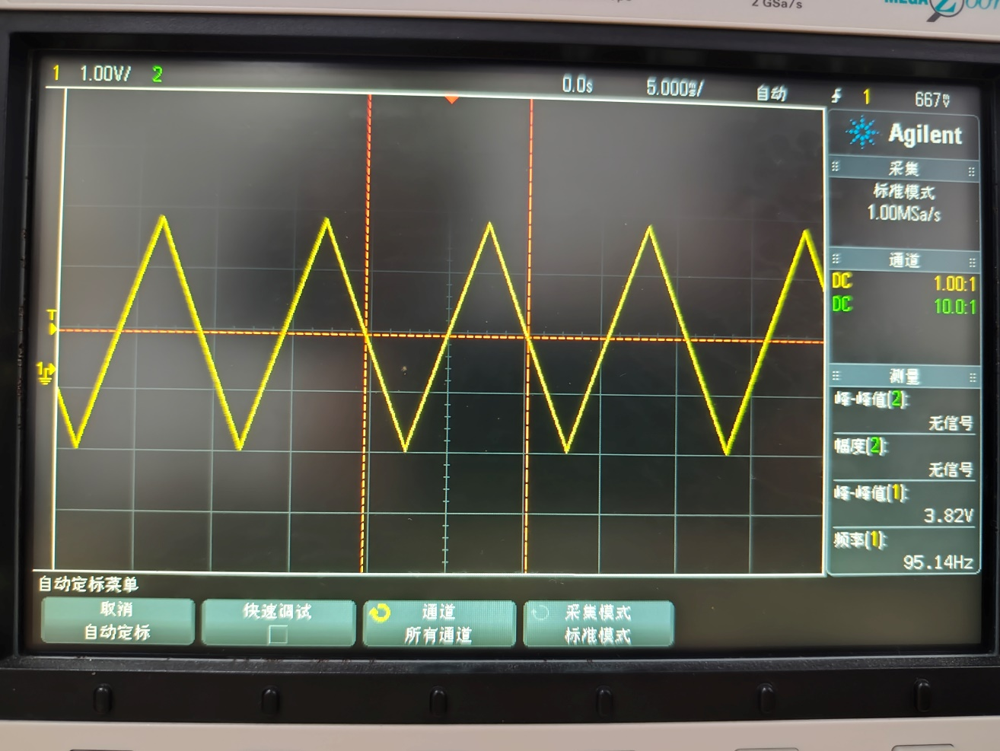 2 GSa/s
MEGA Zoom
1 1.00V/ 2 0.0s 5.000ms/ 自动 1 667mV
Agilent
采集
标准模式
1.00MSa/s
通道
DC 1.00:1
DC 10.0:1
T
1
测量
峰-峰值(2):
无信号
幅度(2):
无信号
峰-峰值(1):
3.82V
频率(1):
95.14Hz
自动定标菜单
取消
自动定标
快速调试
通道
所有通道
采集模式
标准模式